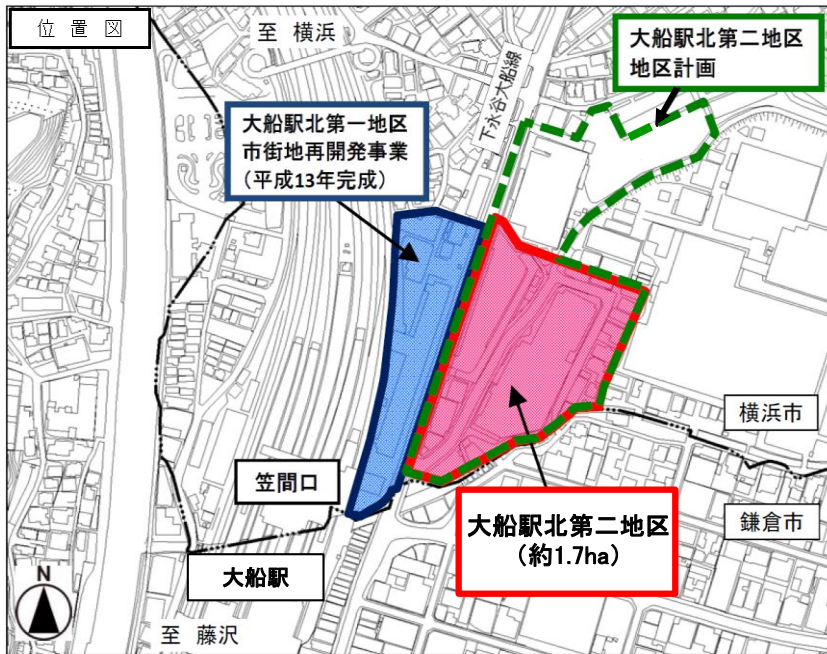 位置図
至 横浜
下永谷大船線
大船駅北第二地区
地区計画
大船駅北第一地区
市街地再開発事業
（平成13年完成）
横浜市
笠間口
大船駅北第二地区
（約1.7ha）
鎌倉市
大船駅
N
至 藤沢